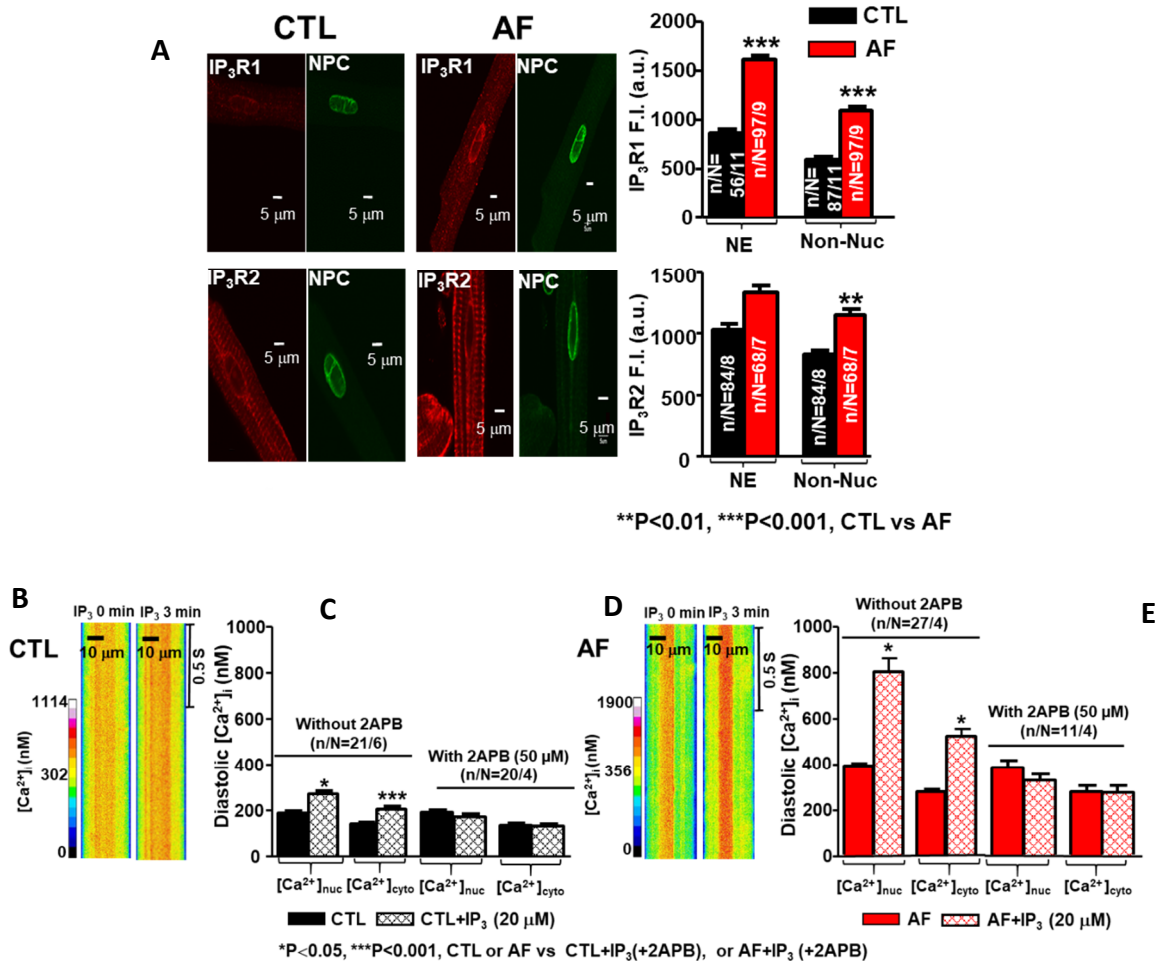 A
CTL
AF
IP₃R1
NPC
IP₃R1
NPC
5 µm
5 µm
5 µm
5 µm
IP₃R2
NPC
IP₃R2
NPC
5 µm
5 µm
5 µm
5 µm
CTL
AF
IP₃R1 F.I. (a.u.)
2000
1500
1000
500
0
***
***
n/N=
56/11
n/N=97/9
n/N=
87/11
n/N=97/9
NE
Non-Nuc
IP₃R2 F.I. (a.u.)
1500
1000
500
0
**
n/N=84/8
n/N=68/7
n/N=84/8
n/N=68/7
NE
Non-Nuc
**P<0.01, ***P<0.001, CTL vs AF
B
CTL
IP₃ 0 min
IP₃ 3 min
10 µm
10 µm
0.5 S
1114
302
0
[Ca²⁺]ᵢ (nM)
C
Diastolic [Ca²⁺]ᵢ (nM)
1000
800
600
400
200
0
Without 2APB
(n/N=21/6)
With 2APB (50 µM)
(n/N=20/4)
*
***
[Ca²⁺]nuc
[Ca²⁺]cyto
[Ca²⁺]nuc
[Ca²⁺]cyto
CTL
CTL+IP₃ (20 µM)
D
AF
IP₃ 0 min
IP₃ 3 min
10 µm
10 µm
0.5 S
1900
356
0
[Ca²⁺]ᵢ (nM)
E
Diastolic [Ca²⁺]ᵢ (nM)
1000
800
600
400
200
0
Without 2APB
(n/N=27/4)
With 2APB (50 µM)
(n/N=11/4)
*
*
[Ca²⁺]nuc
[Ca²⁺]cyto
[Ca²⁺]nuc
[Ca²⁺]cyto
AF
AF+IP₃ (20 µM)
*P<0.05, ***P<0.001, CTL or AF vs CTL+IP₃(+2APB), or AF+IP₃ (+2APB)